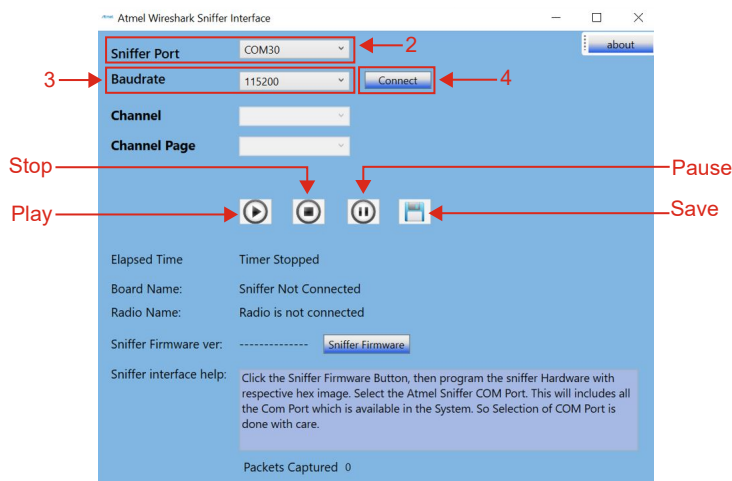 Atmel Atmel Wireshark Sniffer Interface
about
Sniffer Port COM30 2
3 Baudrate 115200 Connect 4
Channel
Channel Page
Stop
Pause
Play
Save
Elapsed Time Timer Stopped
Board Name: Sniffer Not Connected
Radio Name: Radio is not connected
Sniffer Firmware ver: -------------- Sniffer Firmware
Sniffer interface help: Click the Sniffer Firmware Button, then program the sniffer Hardware with
respective hex image. Select the Atmel Sniffer COM Port. This will includes all
the Com Port which is available in the System. So Selection of COM Port is
done with care.
Packets Captured 0